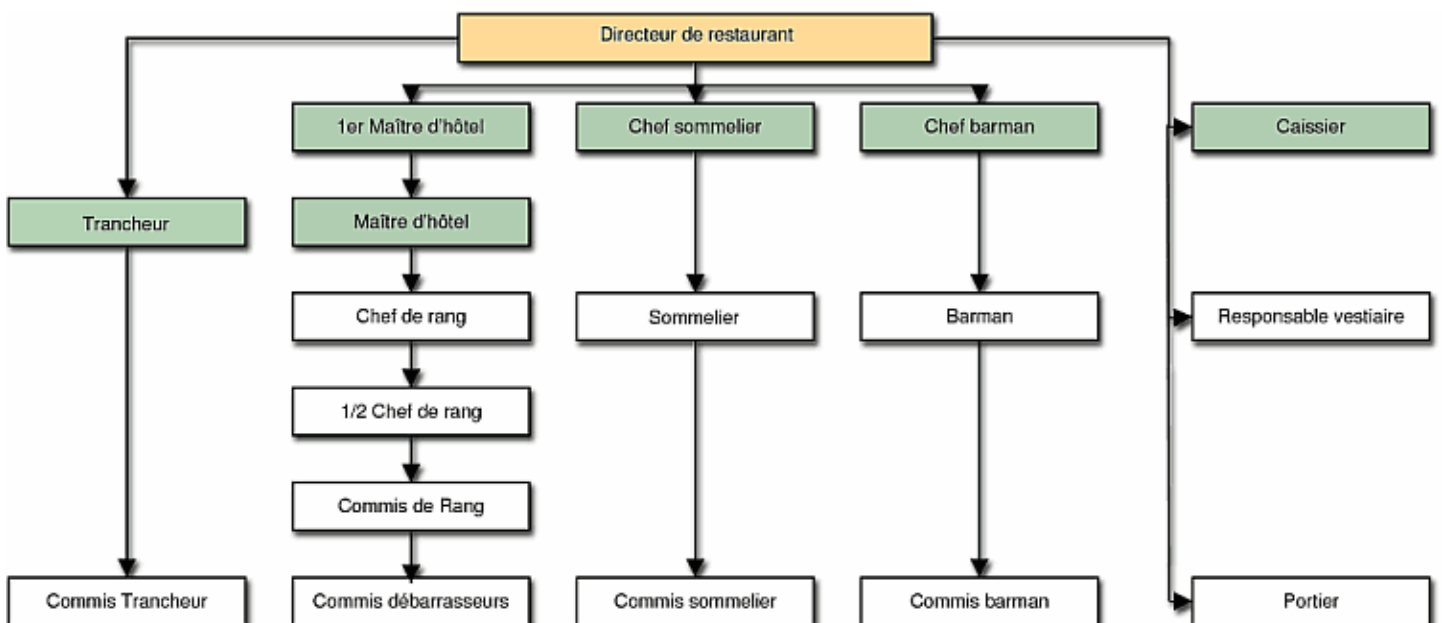 Directeur de restaurant
1er Maître d'hôtel
Chef sommelier
Chef barman
Caissier
Trancheur
Maître d'hôtel
Chef de rang
Sommelier
Barman
Responsable vestiaire
1/2 Chef de rang
Commis de Rang
Commis Trancheur
Commis débarrasseurs
Commis sommelier
Commis barman
Portier